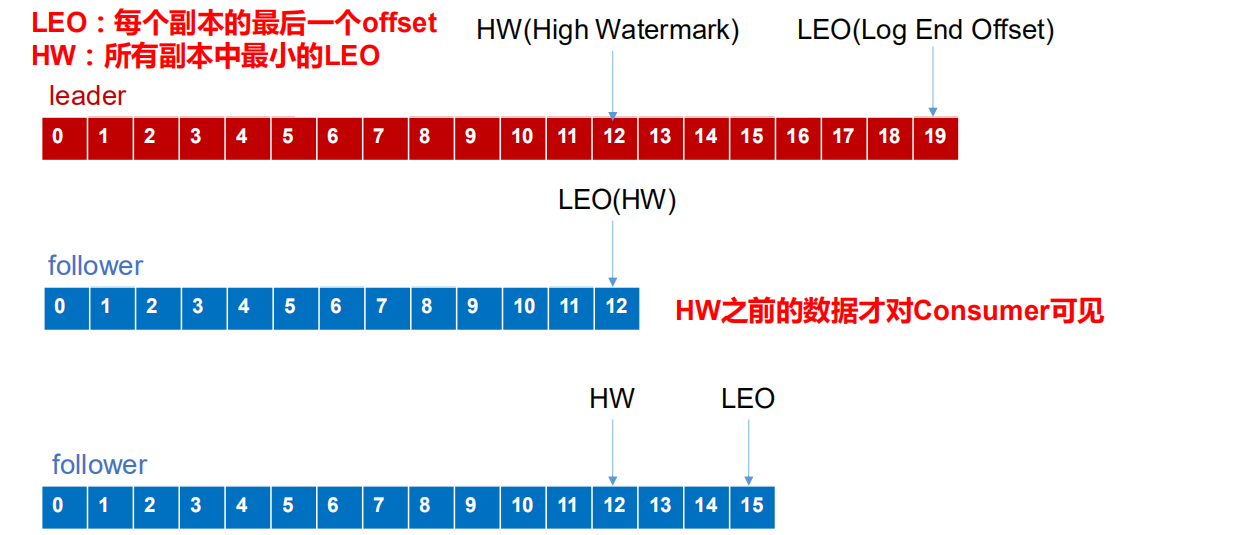 LEO：每个副本的最后一个offset
HW：所有副本中最小的LEO
HW(High Watermark)
LEO(Log End Offset)
leader
0 1 2 3 4 5 6 7 8 9 10 11 12 13 14 15 16 17 18 19
LEO(HW)
follower
0 1 2 3 4 5 6 7 8 9 10 11 12
HW之前的数据才对Consumer可见
HW
LEO
follower
0 1 2 3 4 5 6 7 8 9 10 11 12 13 14 15